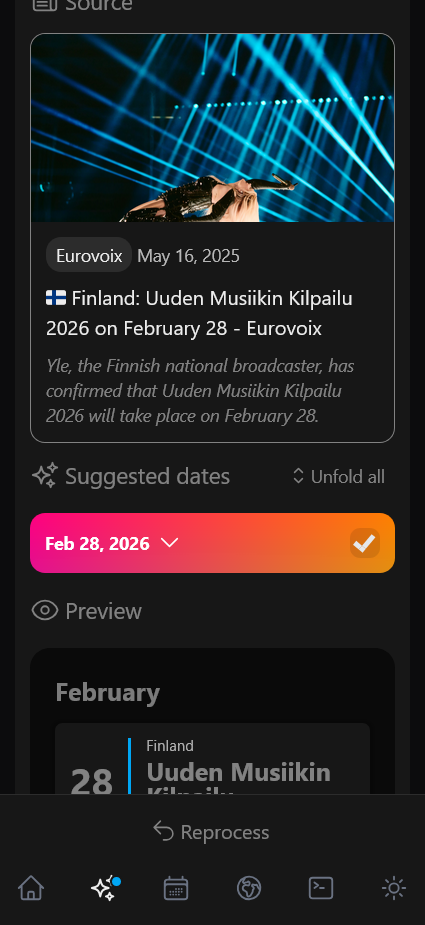 Source
Eurovoix May 16, 2025
🇫🇮 Finland: Uuden Musiikin Kilpailu
2026 on February 28 - Eurovoix
Yle, the Finnish national broadcaster, has
confirmed that Uuden Musiikin Kilpailu
2026 will take place on February 28.
Suggested dates Unfold all
Feb 28, 2026
Preview
February
Finland
28 Uuden Musiikin
Kilpailu
Reprocess